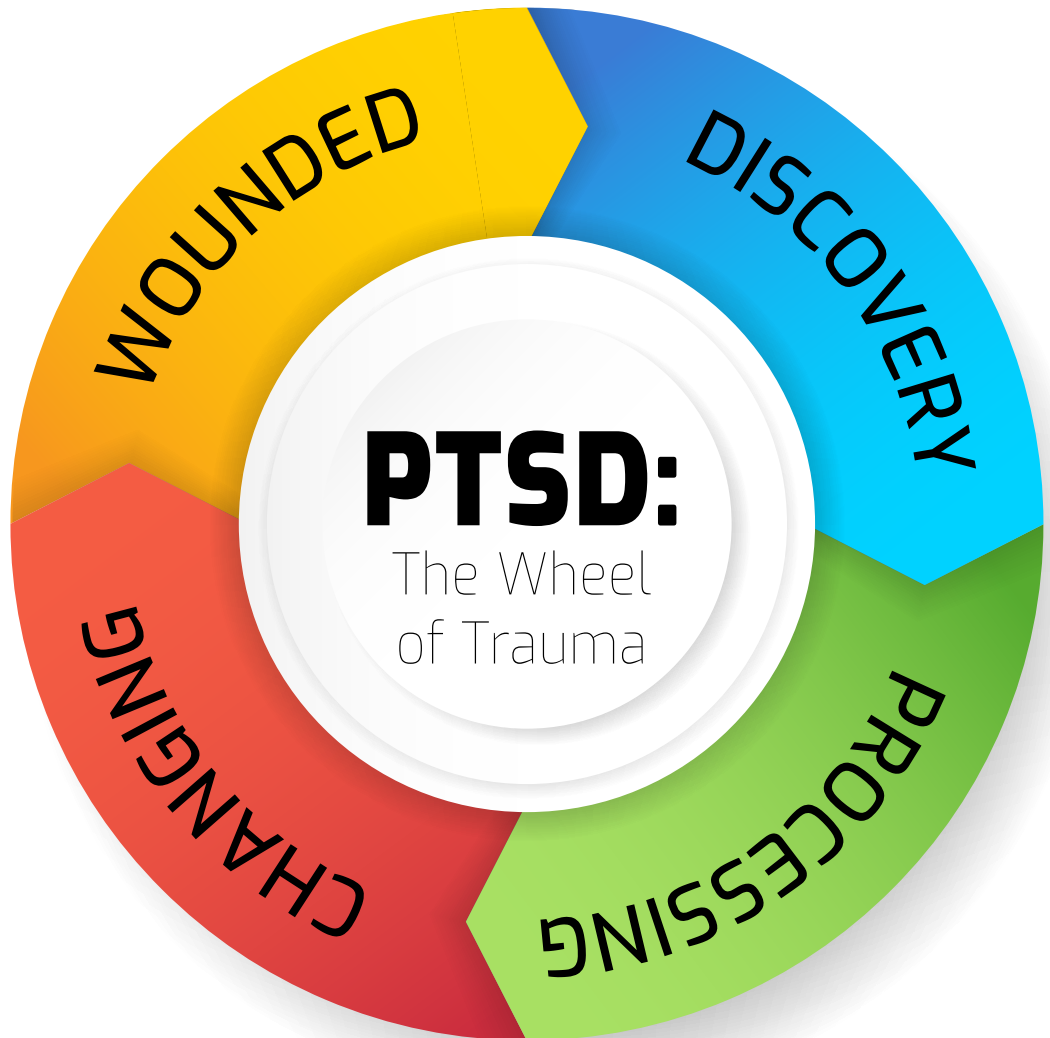 WOUNDED
DISCOVERY
PTSD:
The Wheel
of Trauma
PROCESSING
CHANGING